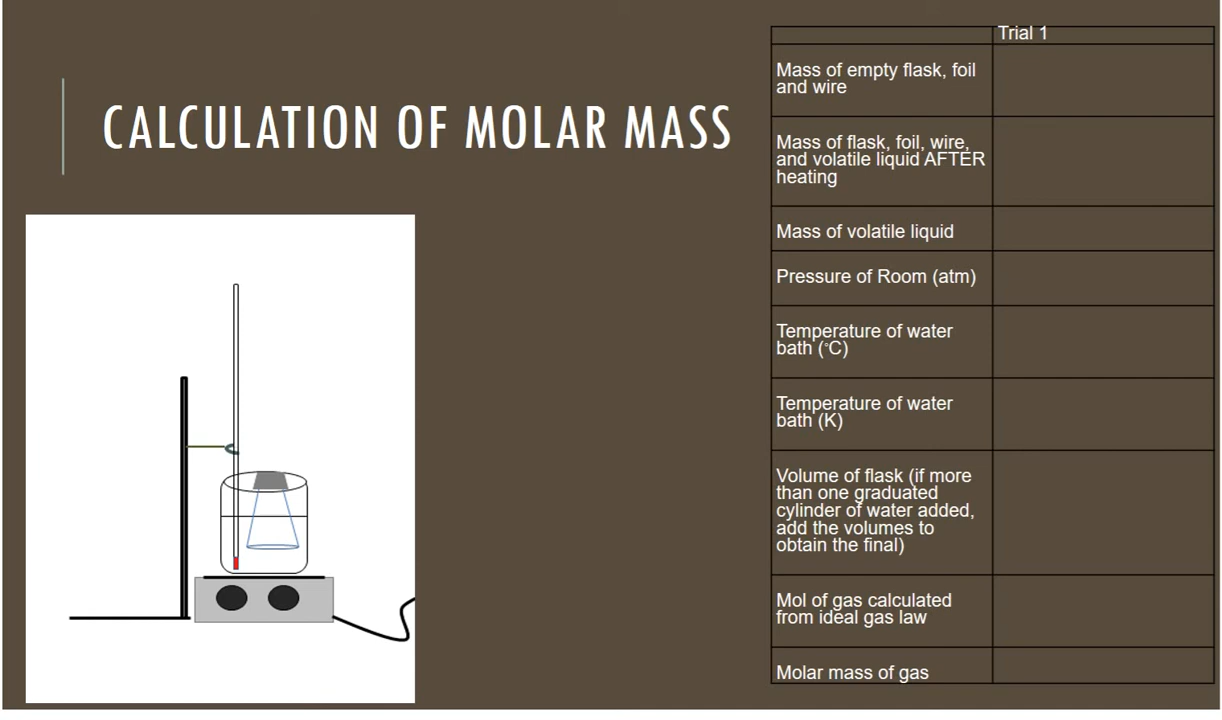 CALCULATION OF MOLAR MASS
Trial 1
Mass of empty flask, foil
and wire
Mass of flask, foil, wire,
and volatile liquid AFTER
heating
Mass of volatile liquid
Pressure of Room (atm)
Temperature of water
bath (°C)
Temperature of water
bath (K)
Volume of flask (if more
than one graduated
cylinder of water added,
add the volumes to
obtain the final)
Mol of gas calculated
from ideal gas law
Molar mass of gas